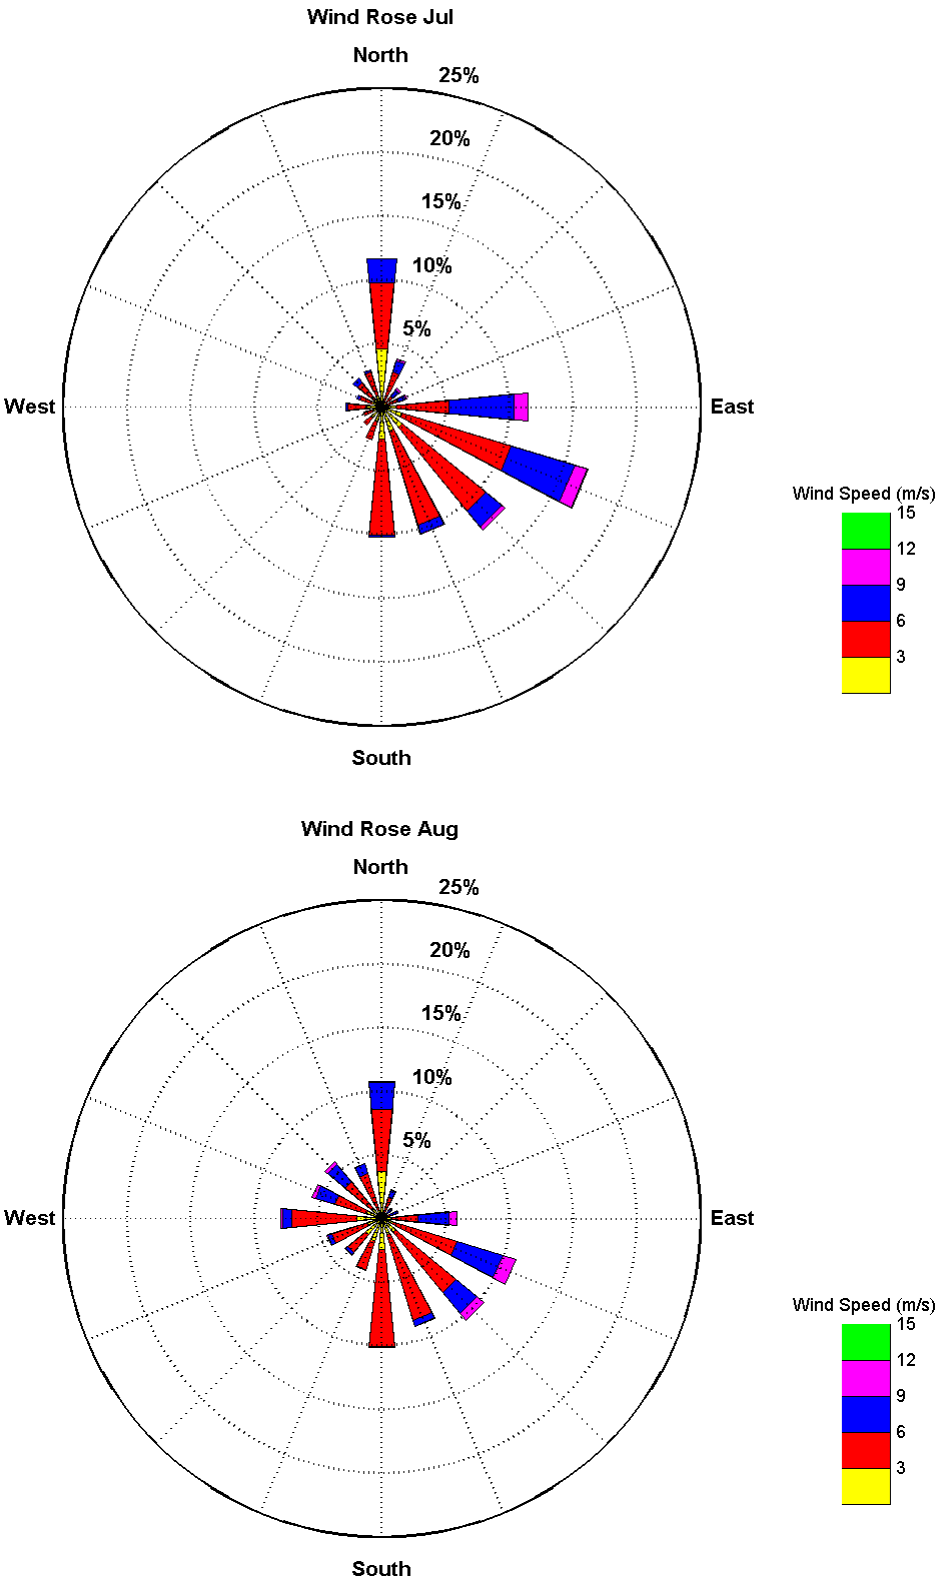 Wind Rose Jul
North
25%
20%
15%
10%
5%
West
East
South
Wind Speed (m/s)
15
12
9
6
3
Wind Rose Aug
North
25%
20%
15%
10%
5%
West
East
South
Wind Speed (m/s)
15
12
9
6
3